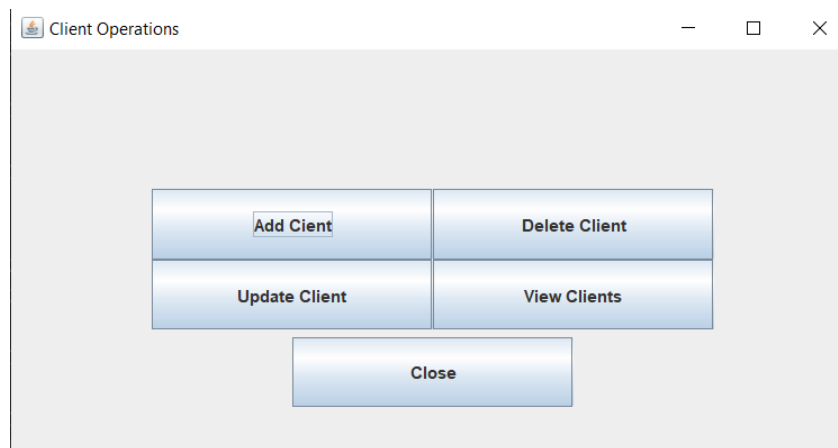 Client Operations
Add Cient
Delete Client
Update Client
View Clients
Close